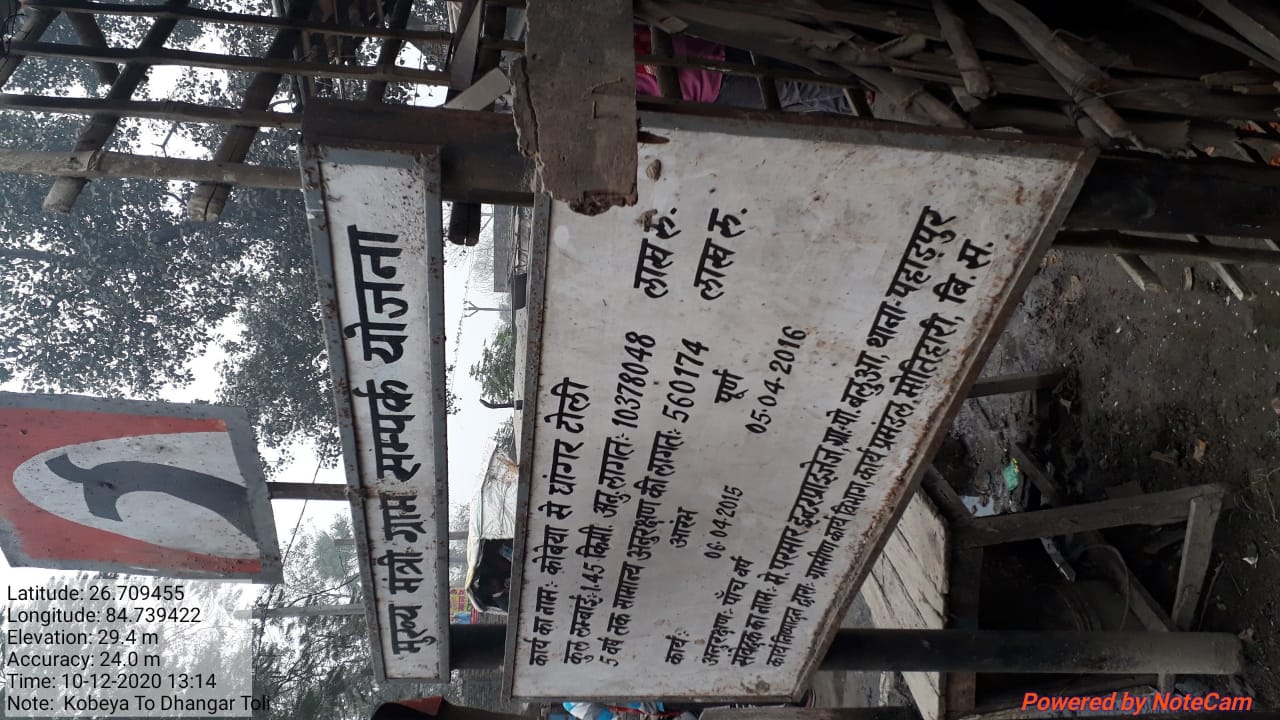 मुख्य मंत्री ग्राम सम्पर्क योजना
कार्य का नाम: कोबेया से धांगर टोली
कुल लम्बाई: 1.45 किमी. अनु. लागत: 10378048 लाख रु.
5 वर्ष तक सामान्य अनुरक्षण की लागत: 560174 लाख रु.
कार्य: आरंभ पूर्ण
06-04-2015 05-04-2016
अनुरक्षण: पाँच वर्ष
संवेदक का नाम: मे. परमार इन्टरप्राईजेज, ग्रा.पो. बलुआ, थाना- पहाड़पुर
कार्यान्वयन द्वारा: ग्रामीण कार्य विभाग कार्य प्रमंडल, मोतिहारी, बि. स.
Latitude: 26.709455
Longitude: 84.739422
Elevation: 29.4 m
Accuracy: 24.0 m
Time: 10-12-2020 13:14
Note: Kobeya To Dhangar Toli
Powered by NoteCam